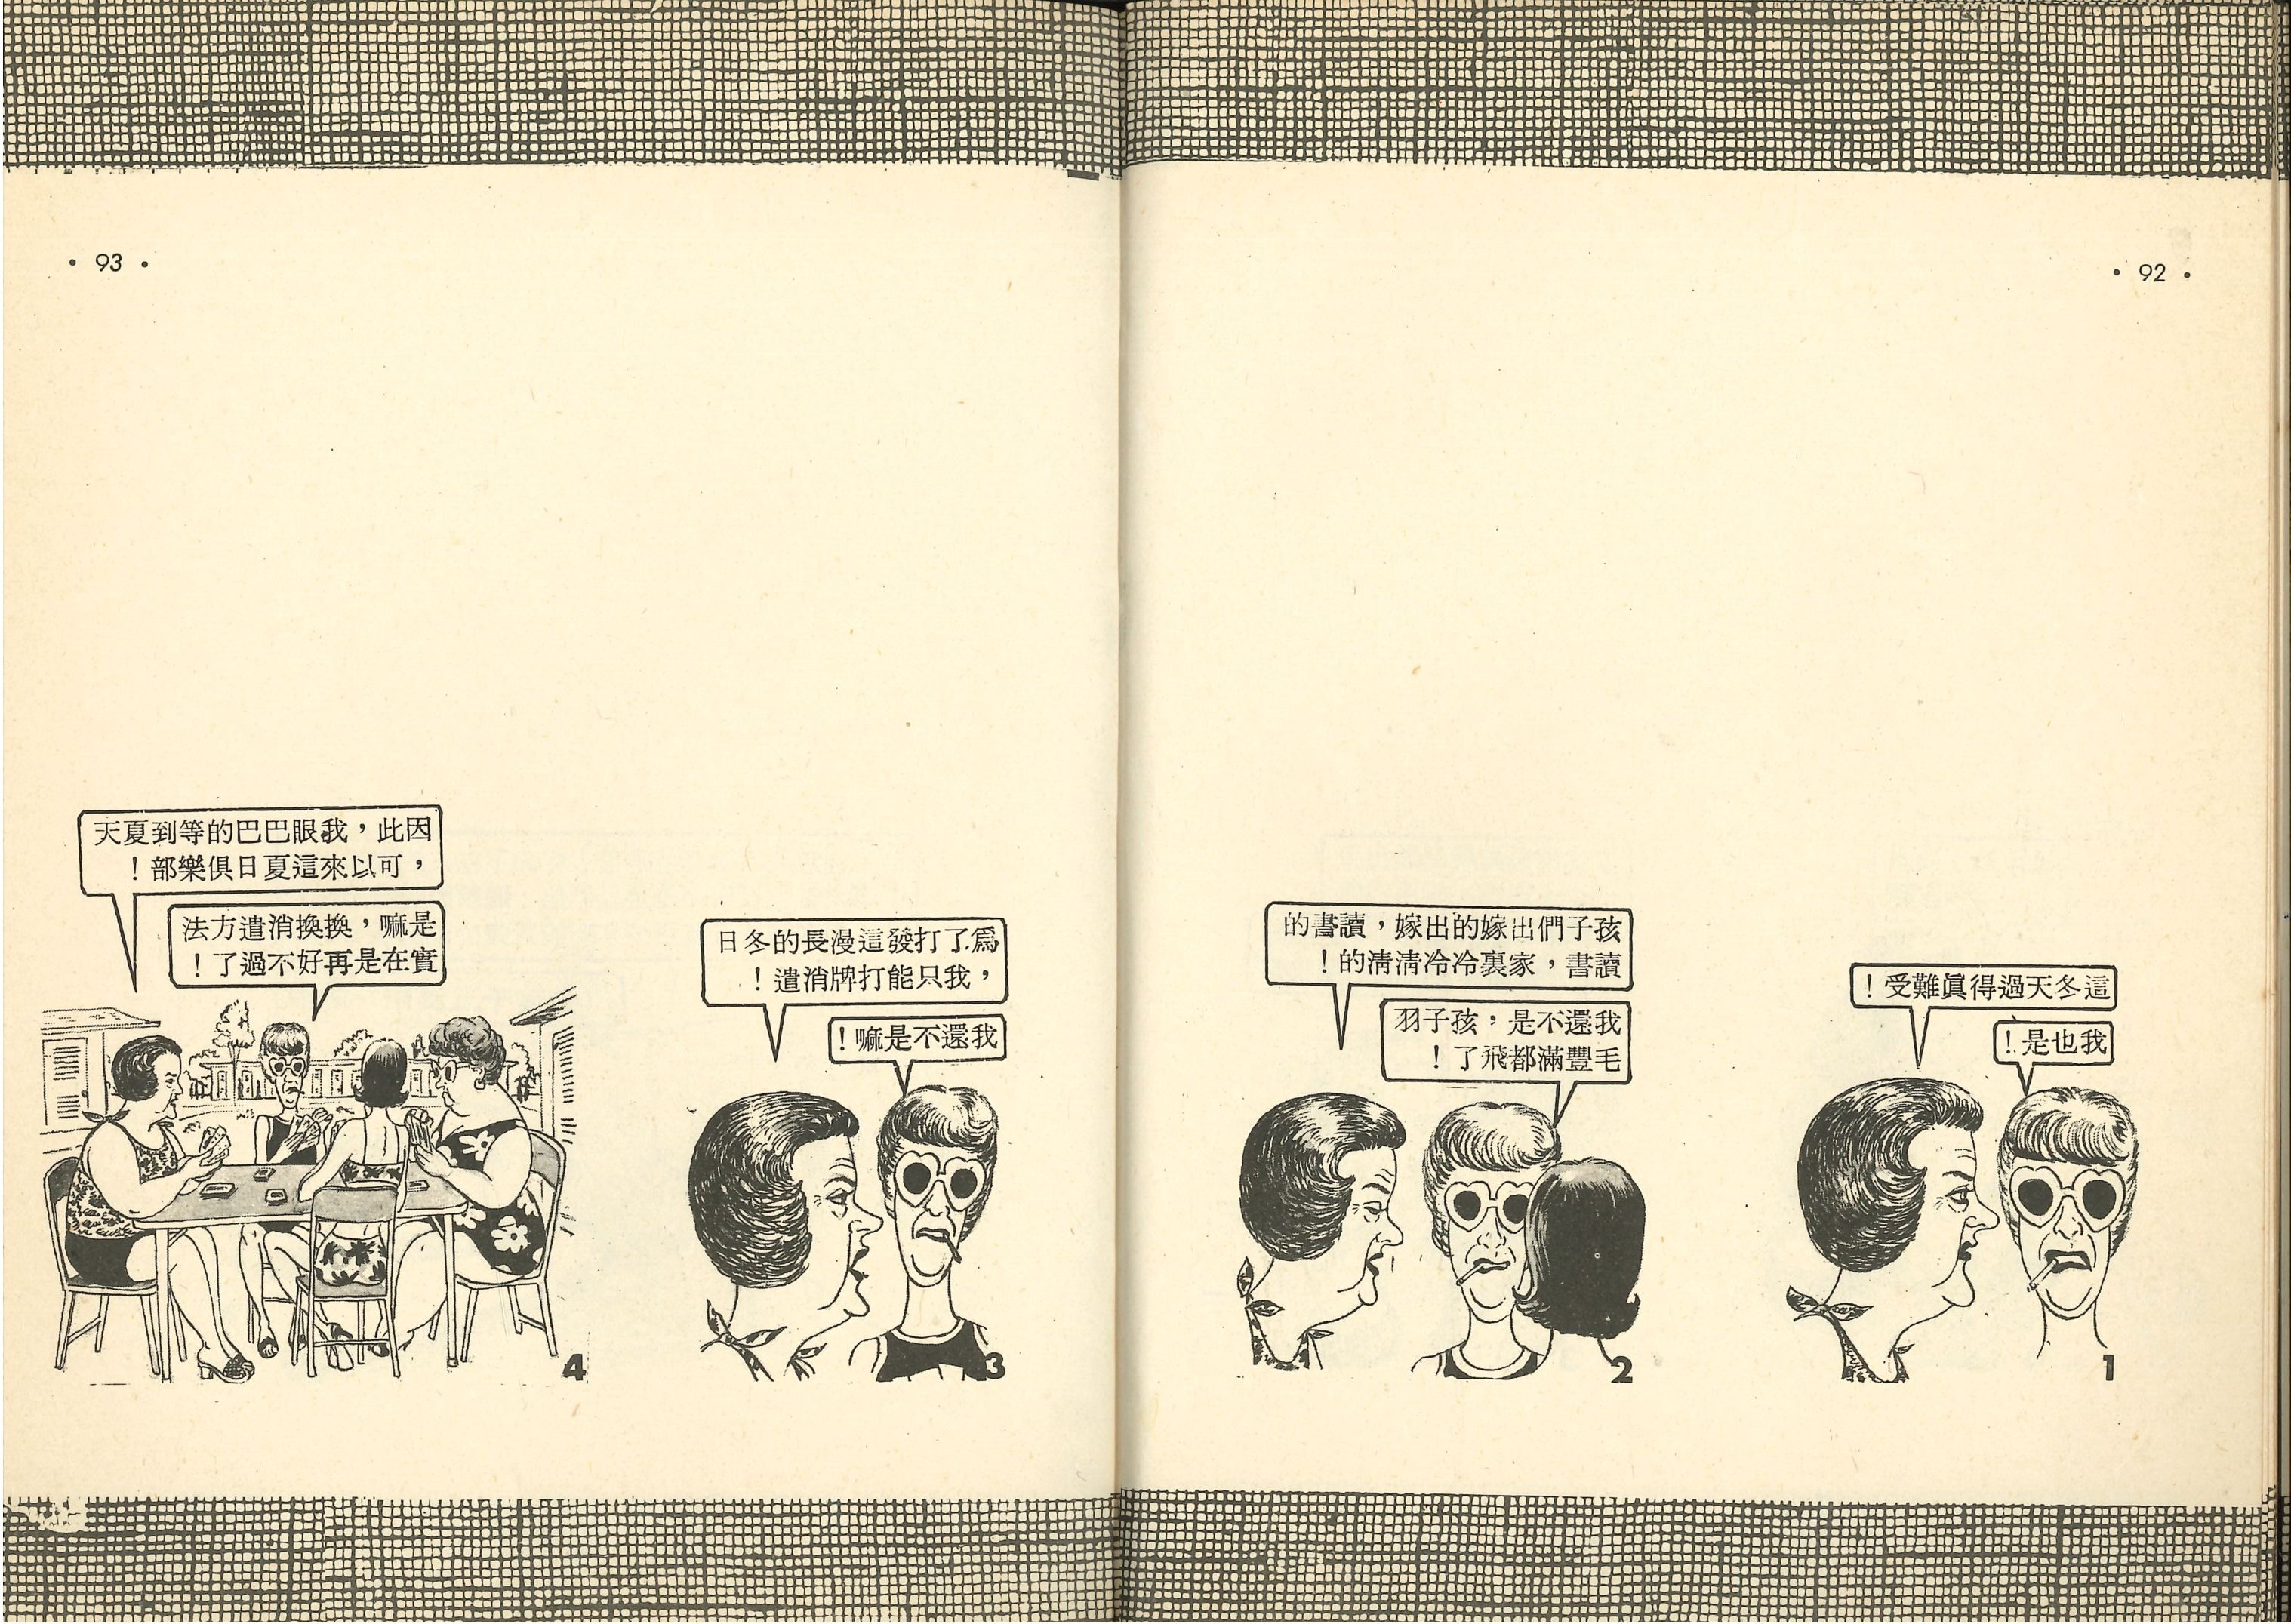 · 92 ·
這冬天過得眞難受！
我也是！
1
孩子們出嫁的出嫁，讀書的
讀書，家裏冷冷清清的！
我還不是，孩子羽
毛豐滿都飛了！
2
· 93 ·
爲了打發這漫長的冬日
，我只能打牌消遣！
我還不是嘛！
3
因此，我眼巴巴的等到夏天
，可以來這夏日俱樂部！
是嘛，換換消遣方法
實在是再好不過了！
4